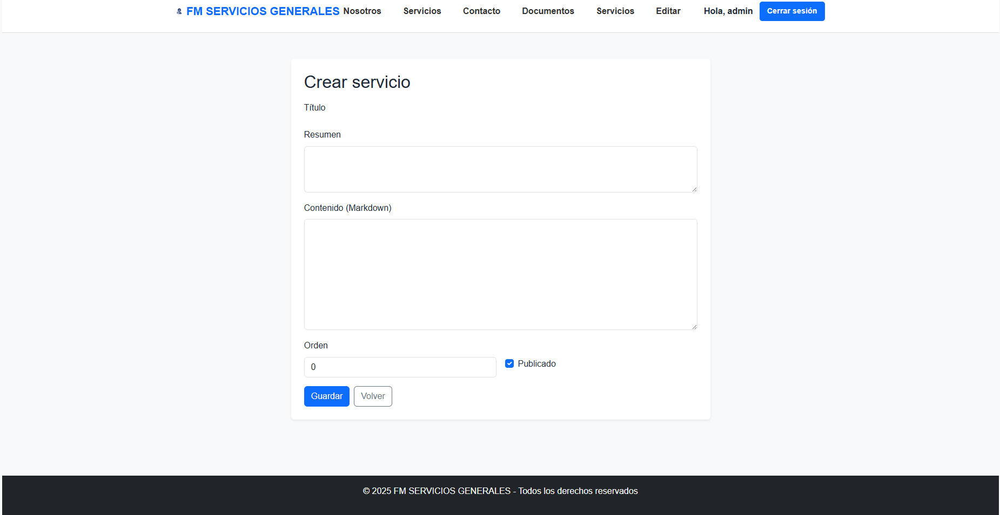 FM SERVICIOS GENERALES Nosotros Servicios Contacto Documentos Servicios Editar Hola, admin Cerrar sesión
Crear servicio
Título
Resumen
Contenido (Markdown)
Orden
0 Publicado
Guardar Volver
© 2025 FM SERVICIOS GENERALES - Todos los derechos reservados